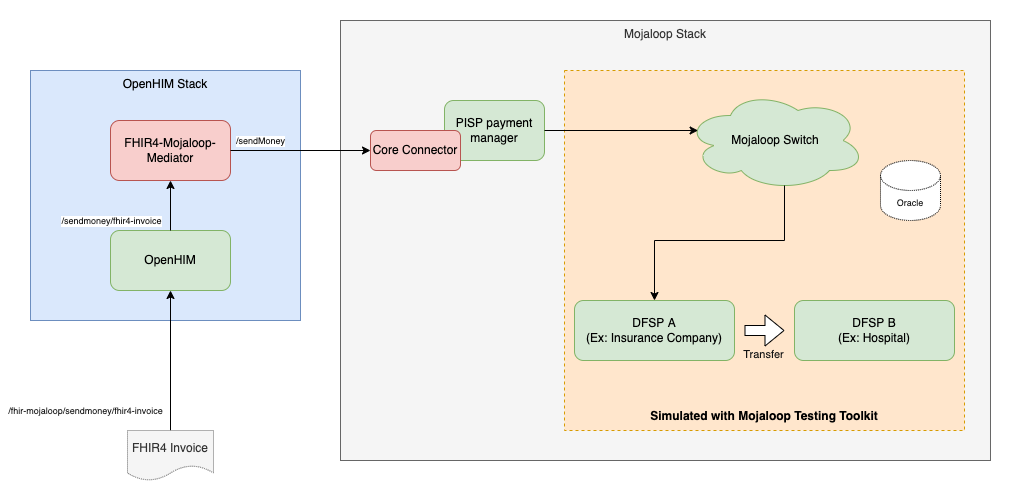 Mojaloop Stack
OpenHIM Stack
FHIR4-Mojaloop-
Mediator
/sendMoney
Core Connector
PISP payment
manager
Mojaloop Switch
Oracle
/sendmoney/fhir4-invoice
OpenHIM
DFSP A
(Ex: Insurance Company)
Transfer
DFSP B
(Ex: Hospital)
/fhir-mojaloop/sendmoney/fhir4-invoice
FHIR4 Invoice
Simulated with Mojaloop Testing Toolkit